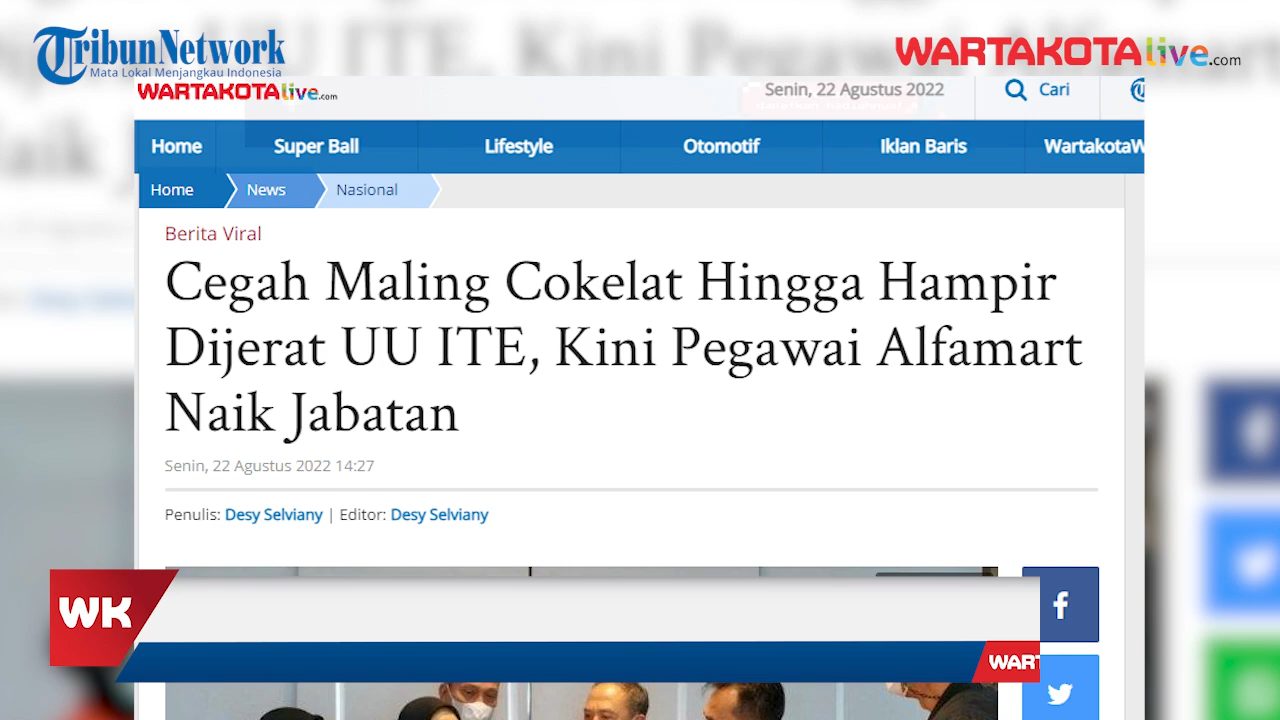 TribunNetwork
Mata Lokal Menjangkau Indonesia
WARTAKOTAlive.com
WARTAKOTAlive.com
Senin, 22 Agustus 2022
Cari
Home Super Ball Lifestyle Otomotif Iklan Baris WartakotaW
Home News Nasional
Berita Viral
Cegah Maling Cokelat Hingga Hampir
Dijerat UU ITE, Kini Pegawai Alfamart
Naik Jabatan
Senin, 22 Agustus 2022 14:27
Penulis: Desy Selviany | Editor: Desy Selviany
WK
WART